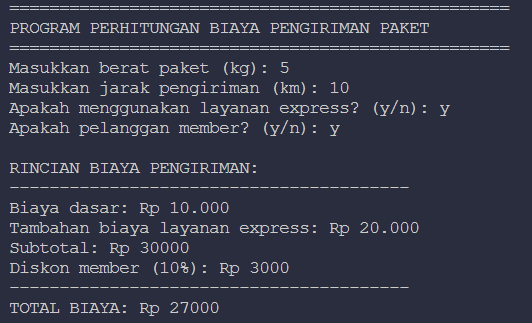 ==================================================
PROGRAM PERHITUNGAN BIAYA PENGIRIMAN PAKET
==================================================
Masukkan berat paket (kg): 5
Masukkan jarak pengiriman (km): 10
Apakah menggunakan layanan express? (y/n): y
Apakah pelanggan member? (y/n): y

RINCIAN BIAYA PENGIRIMAN:
----------------------------------------
Biaya dasar: Rp 10.000
Tambahan biaya layanan express: Rp 20.000
Subtotal: Rp 30000
Diskon member (10%): Rp 3000
----------------------------------------
TOTAL BIAYA: Rp 27000